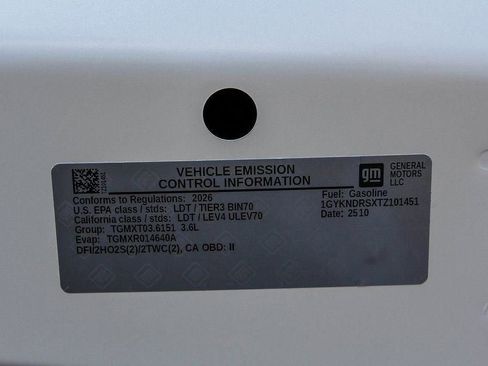 VEHICLE EMISSION
CONTROL INFORMATION
gm
GENERAL
MOTORS
LLC
Conforms to Regulations: 2026
U.S. EPA class / stds: LDT / TIER3 BIN70
California class / stds: LDT / LEV4 ULEV70
Group: TGMXT03.6151 3.6L
Evap: TGMXR014640A
DFI/2HO2S(2)/2TWC(2), CA OBD: II
Fuel: Gasoline
1GYKNDRSXTZ101451
Date: 2510